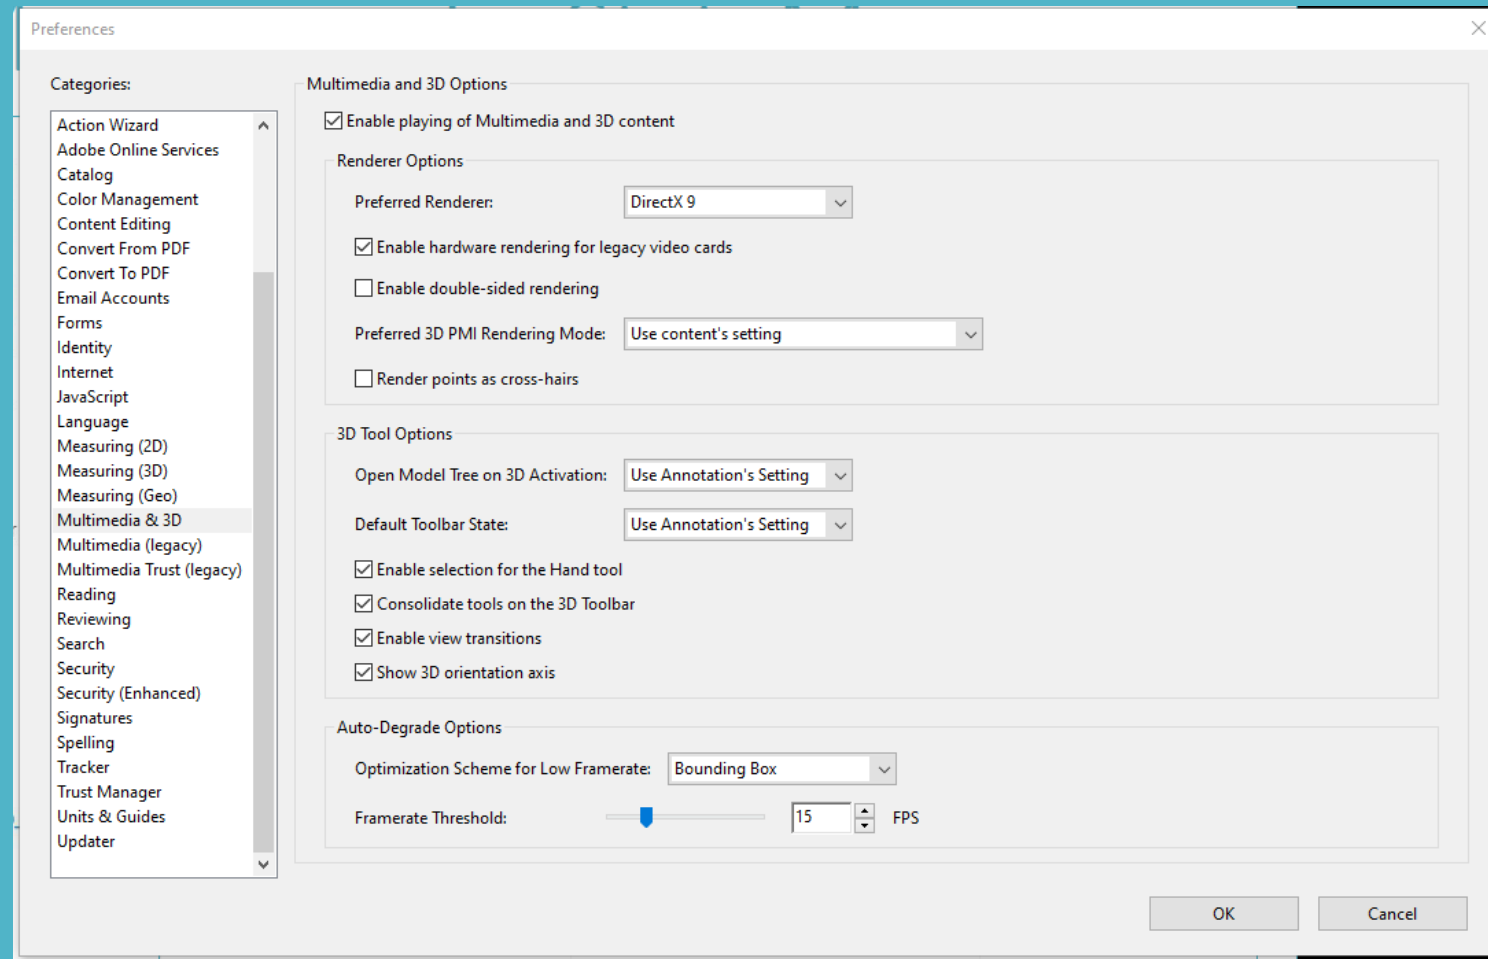 Preferences
Categories:
Action Wizard
Adobe Online Services
Catalog
Color Management
Content Editing
Convert From PDF
Convert To PDF
Email Accounts
Forms
Identity
Internet
JavaScript
Language
Measuring (2D)
Measuring (3D)
Measuring (Geo)
Multimedia & 3D
Multimedia (legacy)
Multimedia Trust (legacy)
Reading
Reviewing
Search
Security
Security (Enhanced)
Signatures
Spelling
Tracker
Trust Manager
Units & Guides
Updater
Multimedia and 3D Options
Enable playing of Multimedia and 3D content
Renderer Options
Preferred Renderer: DirectX 9
Enable hardware rendering for legacy video cards
Enable double-sided rendering
Preferred 3D PMI Rendering Mode: Use content's setting
Render points as cross-hairs
3D Tool Options
Open Model Tree on 3D Activation: Use Annotation's Setting
Default Toolbar State: Use Annotation's Setting
Enable selection for the Hand tool
Consolidate tools on the 3D Toolbar
Enable view transitions
Show 3D orientation axis
Auto-Degrade Options
Optimization Scheme for Low Framerate: Bounding Box
Framerate Threshold: 15 FPS
OK Cancel